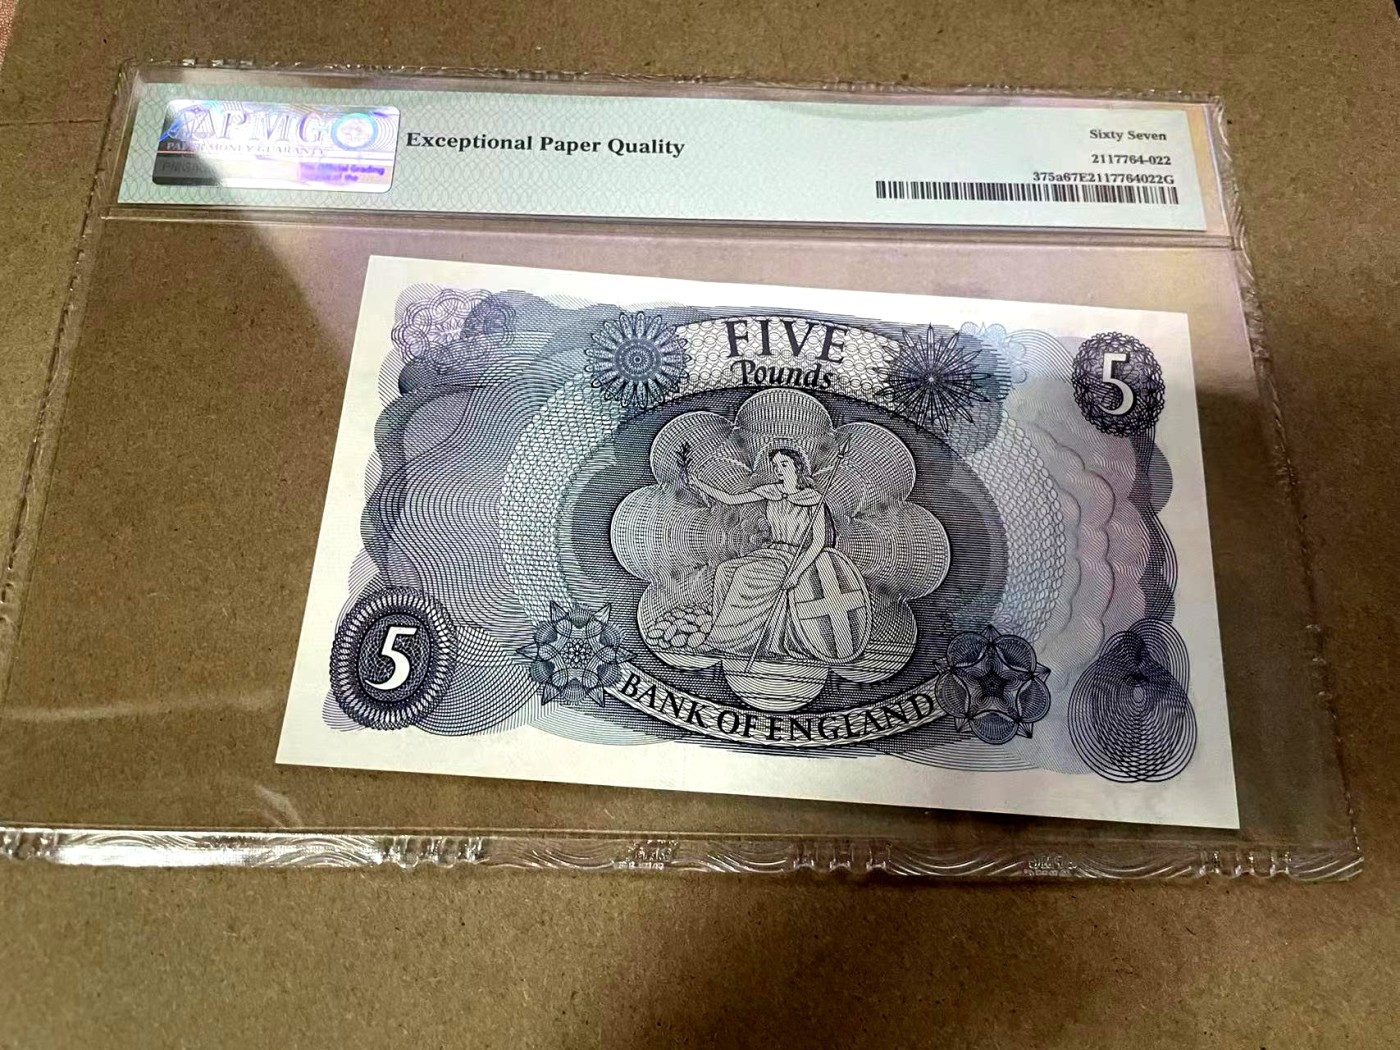 PMG
PAPER MONEY GUARANTY
Exceptional Paper Quality
Sixty Seven
2117764-022
375a67E2117764022G
FIVE
Pounds
5
5
BANK OF ENGLAND